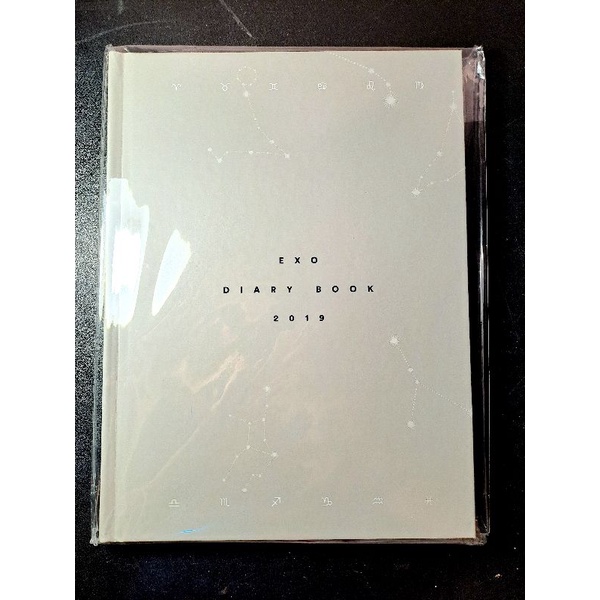 ♈ ♉ ♊ ♋ ♌ ♍
EXO
DIARY BOOK
2019
♎ ♏ ♐ ♑ ♒ ♓